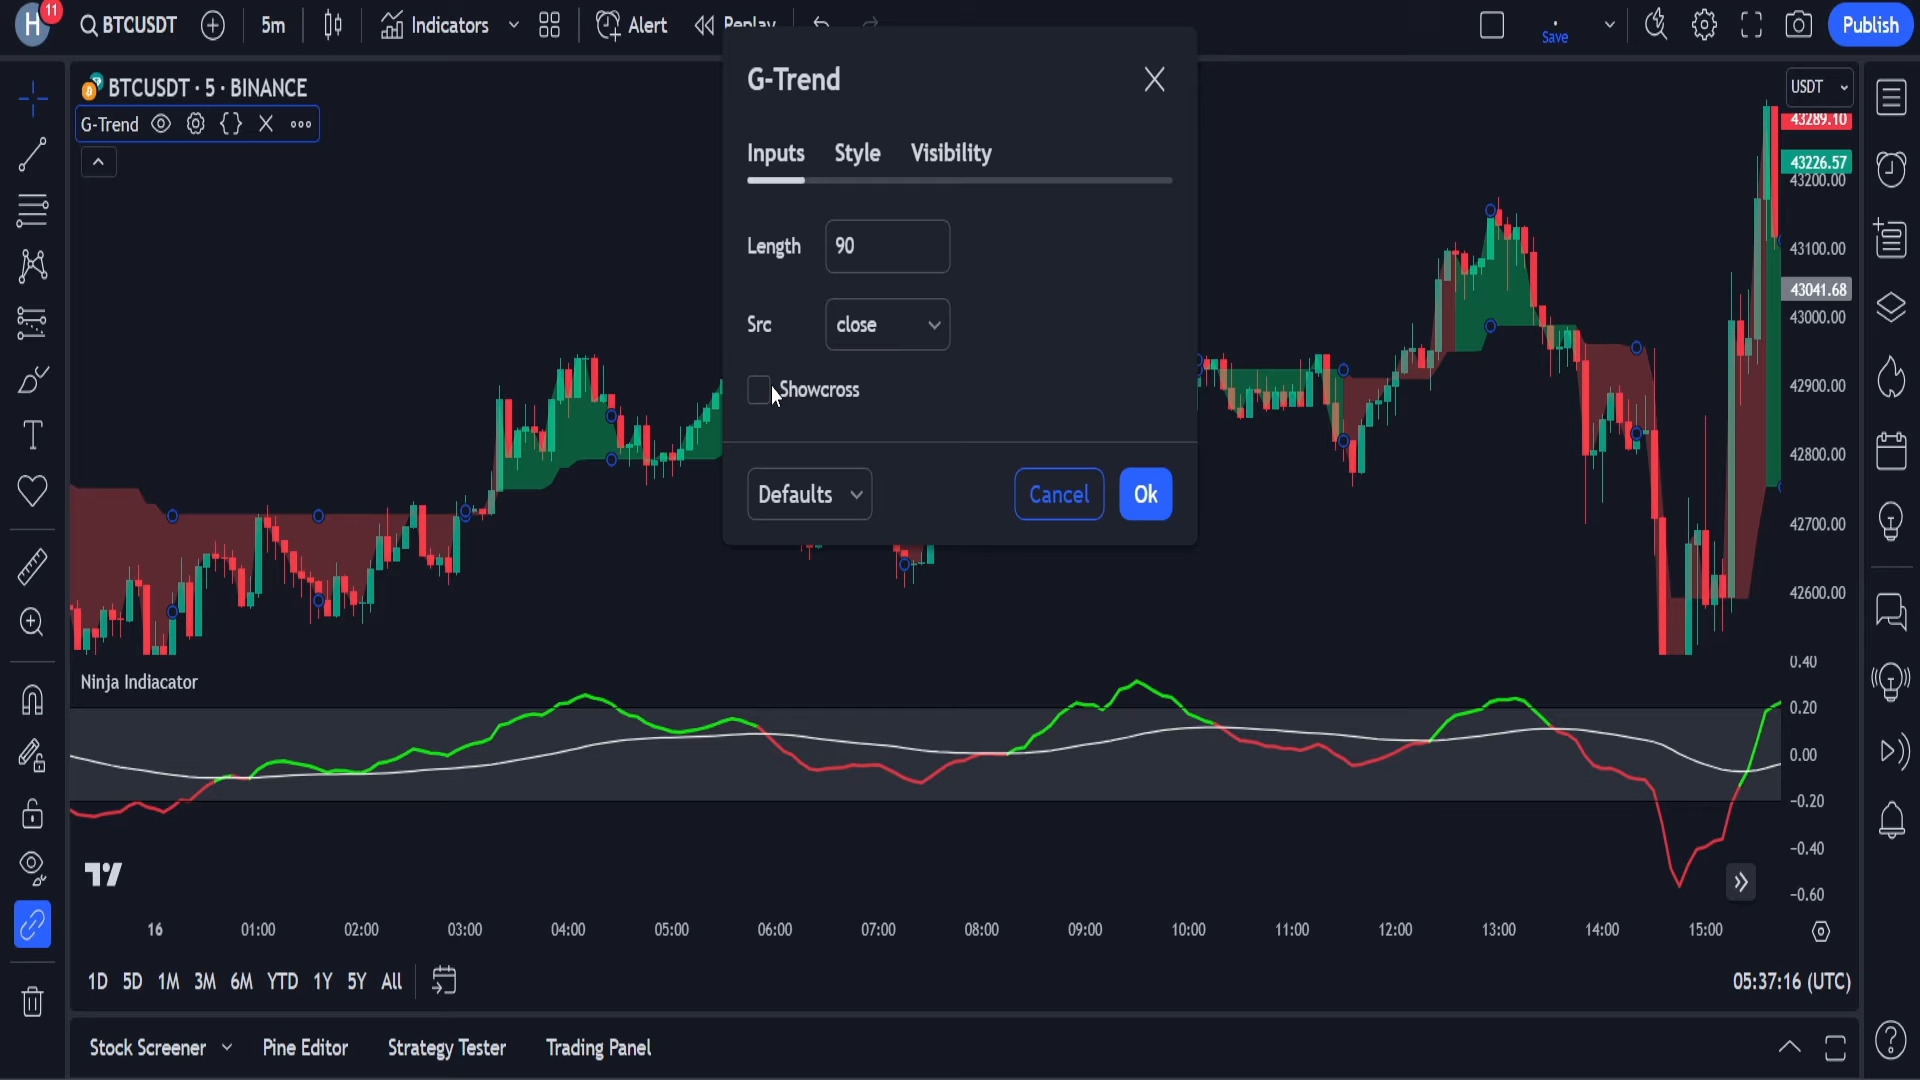 H 11 BTCUSDT 5m Indicators Alert Replay Save Publish
BTCUSDT · 5 · BINANCE
G-Trend
G-Trend
Inputs Style Visibility
Length 90
Src close
Showcross
Defaults Cancel Ok
USDT
43289.10
43226.57
43200.00
43100.00
43041.68
43000.00
42900.00
42800.00
42700.00
42600.00
Ninja Indiacator
0.40
0.20
0.00
−0.20
−0.40
−0.60
16 01:00 02:00 03:00 04:00 05:00 06:00 07:00 08:00 09:00 10:00 11:00 12:00 13:00 14:00 15:00
1D 5D 1M 3M 6M YTD 1Y 5Y All 05:37:16 (UTC)
Stock Screener Pine Editor Strategy Tester Trading Panel